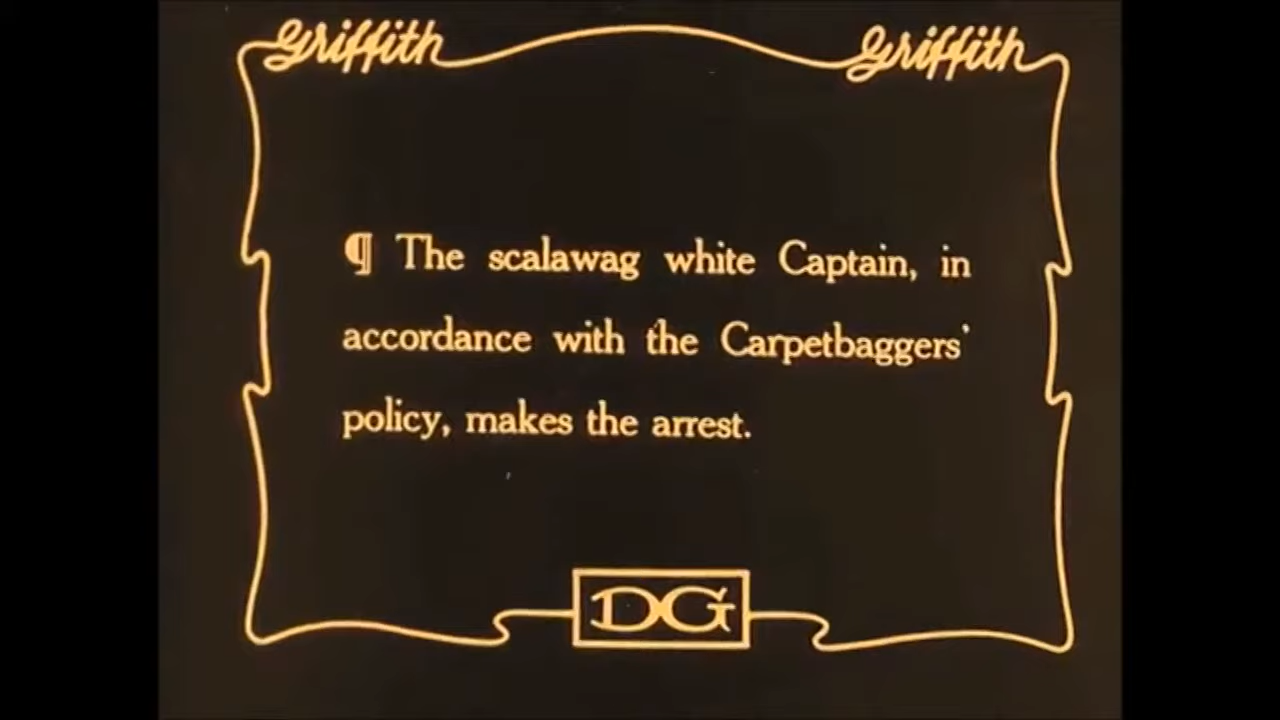 Griffith Griffith
¶ The scalawag white Captain, in
accordance with the Carpetbaggers'
policy, makes the arrest.
DG